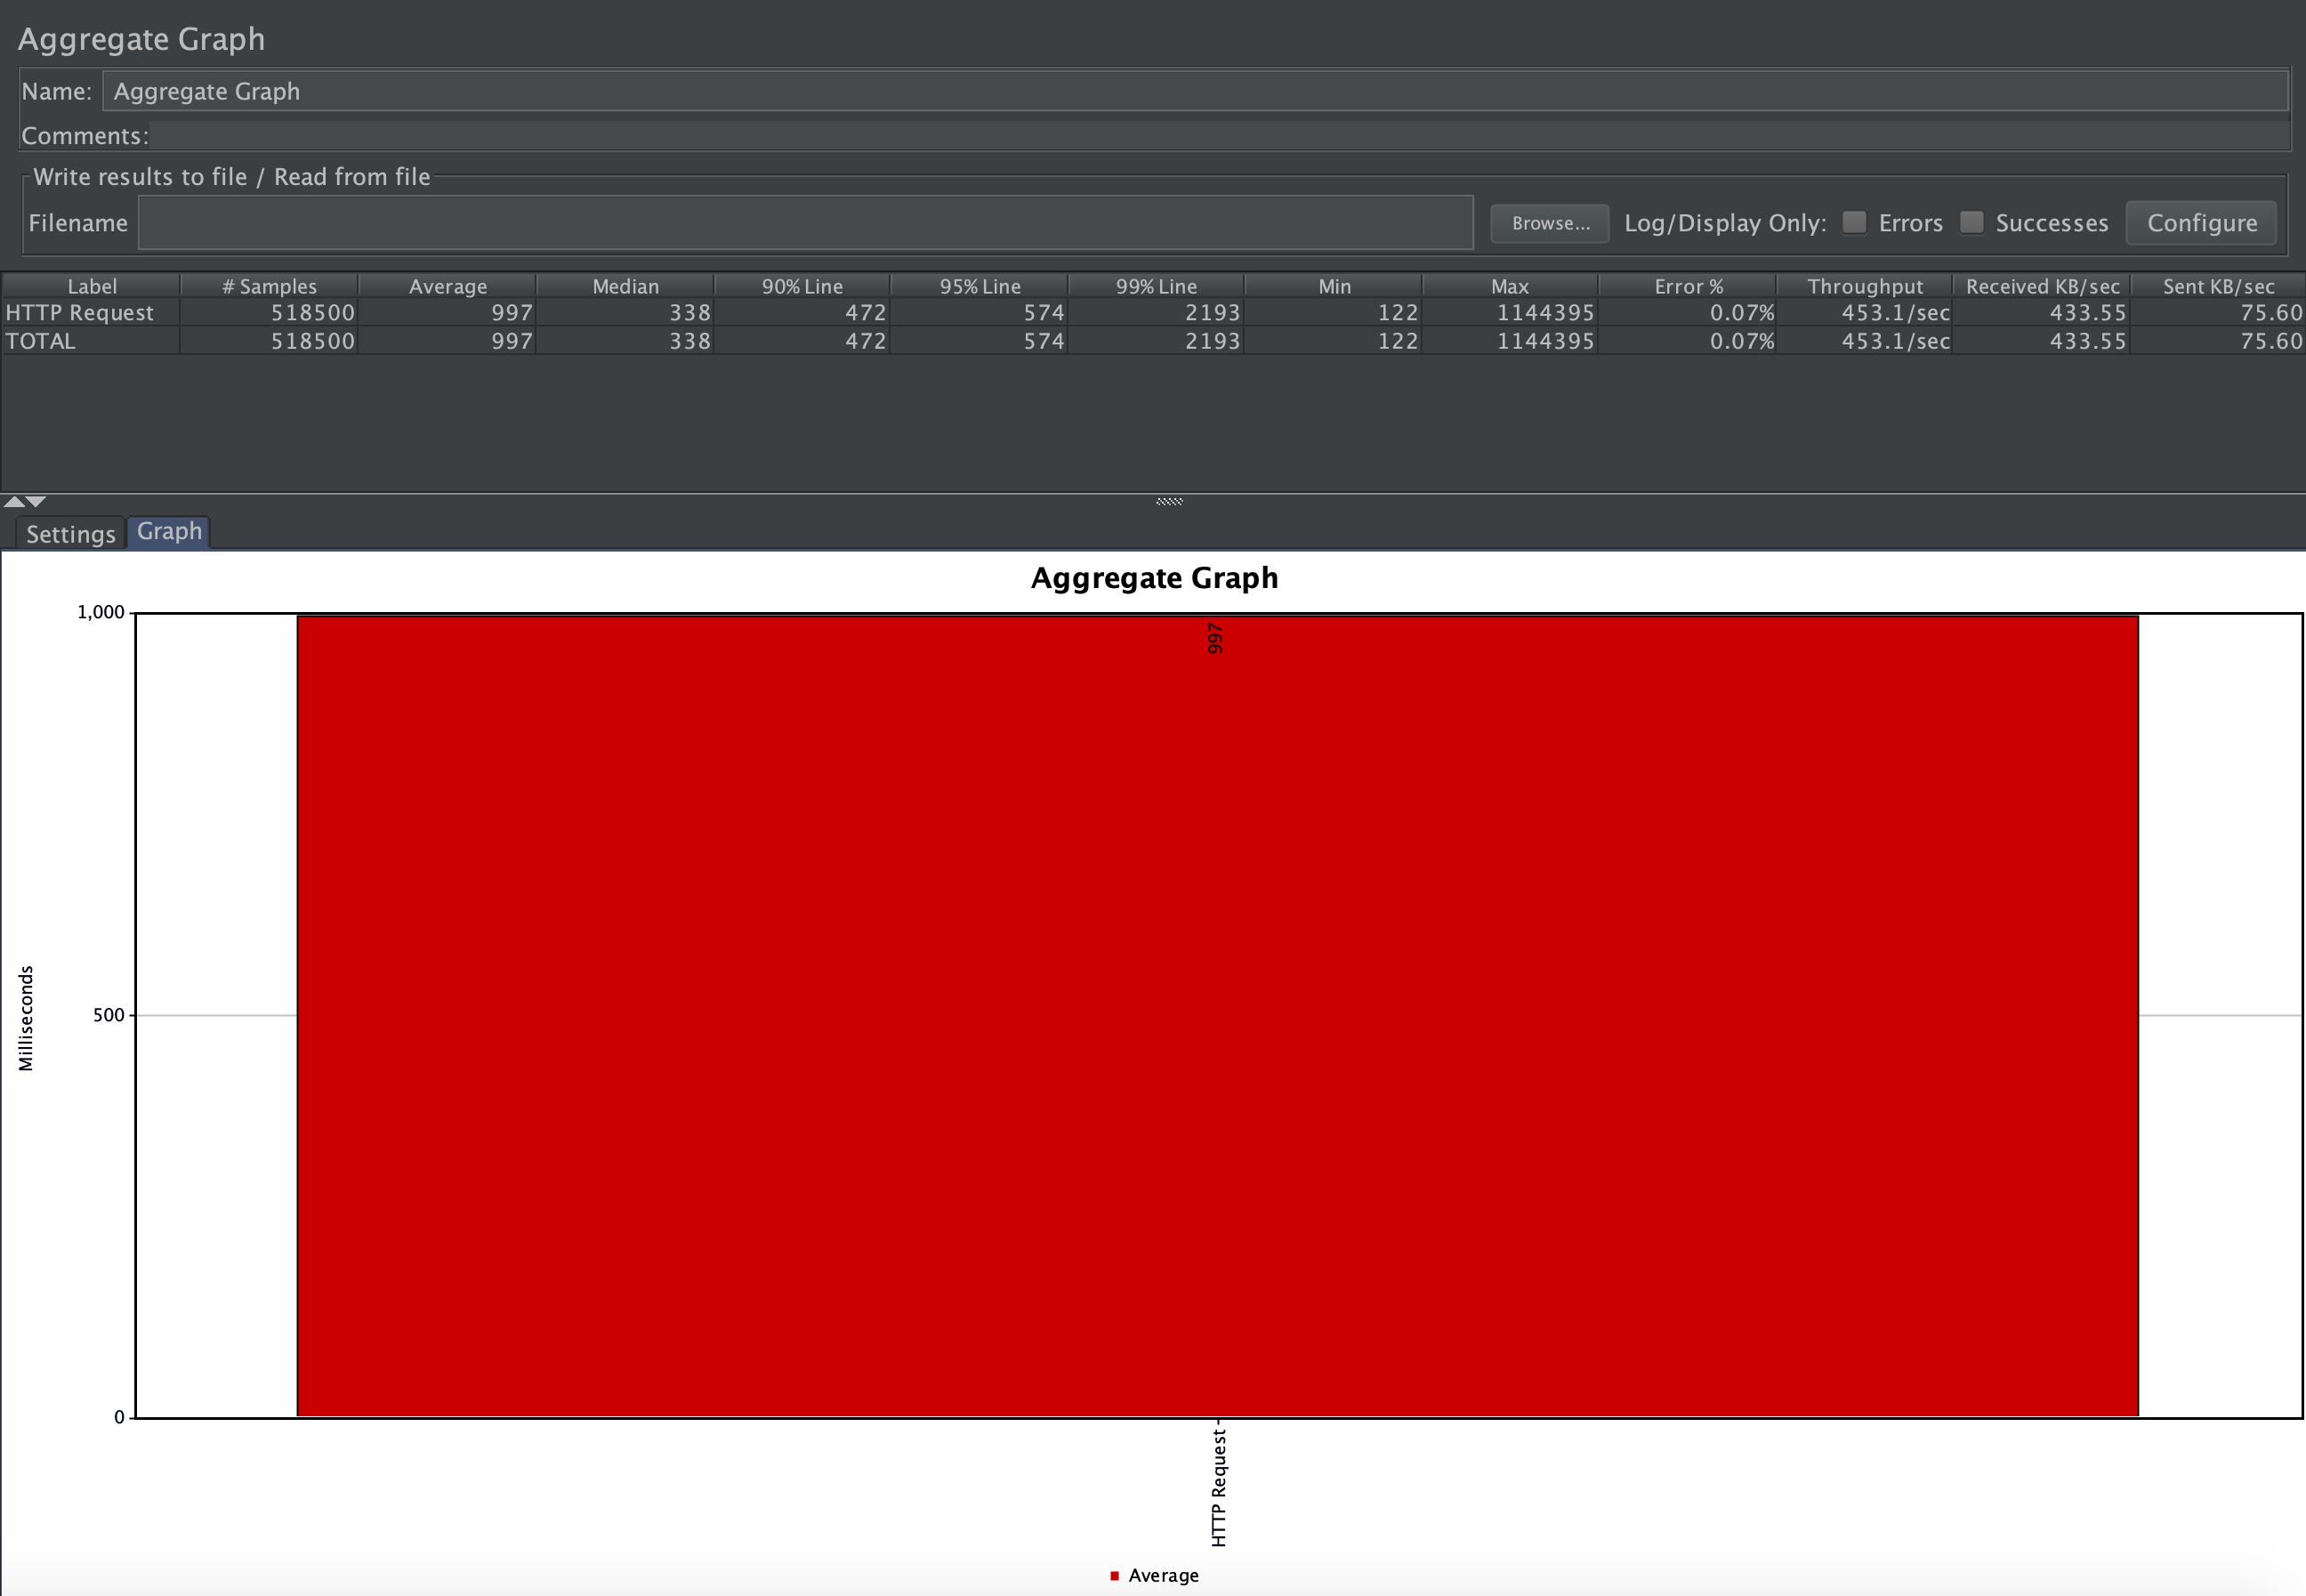 Aggregate Graph
Name: Aggregate Graph
Comments:
Write results to file / Read from file
Filename Browse... Log/Display Only: Errors Successes Configure
Label # Samples Average Median 90% Line 95% Line 99% Line Min Max Error % Throughput Received KB/sec Sent KB/sec
HTTP Request 518500 997 338 472 574 2193 122 1144395 0.07% 453.1/sec 433.55 75.60
TOTAL 518500 997 338 472 574 2193 122 1144395 0.07% 453.1/sec 433.55 75.60
Settings Graph
Aggregate Graph
1,000
997
Milliseconds
500
0
HTTP Request
Average